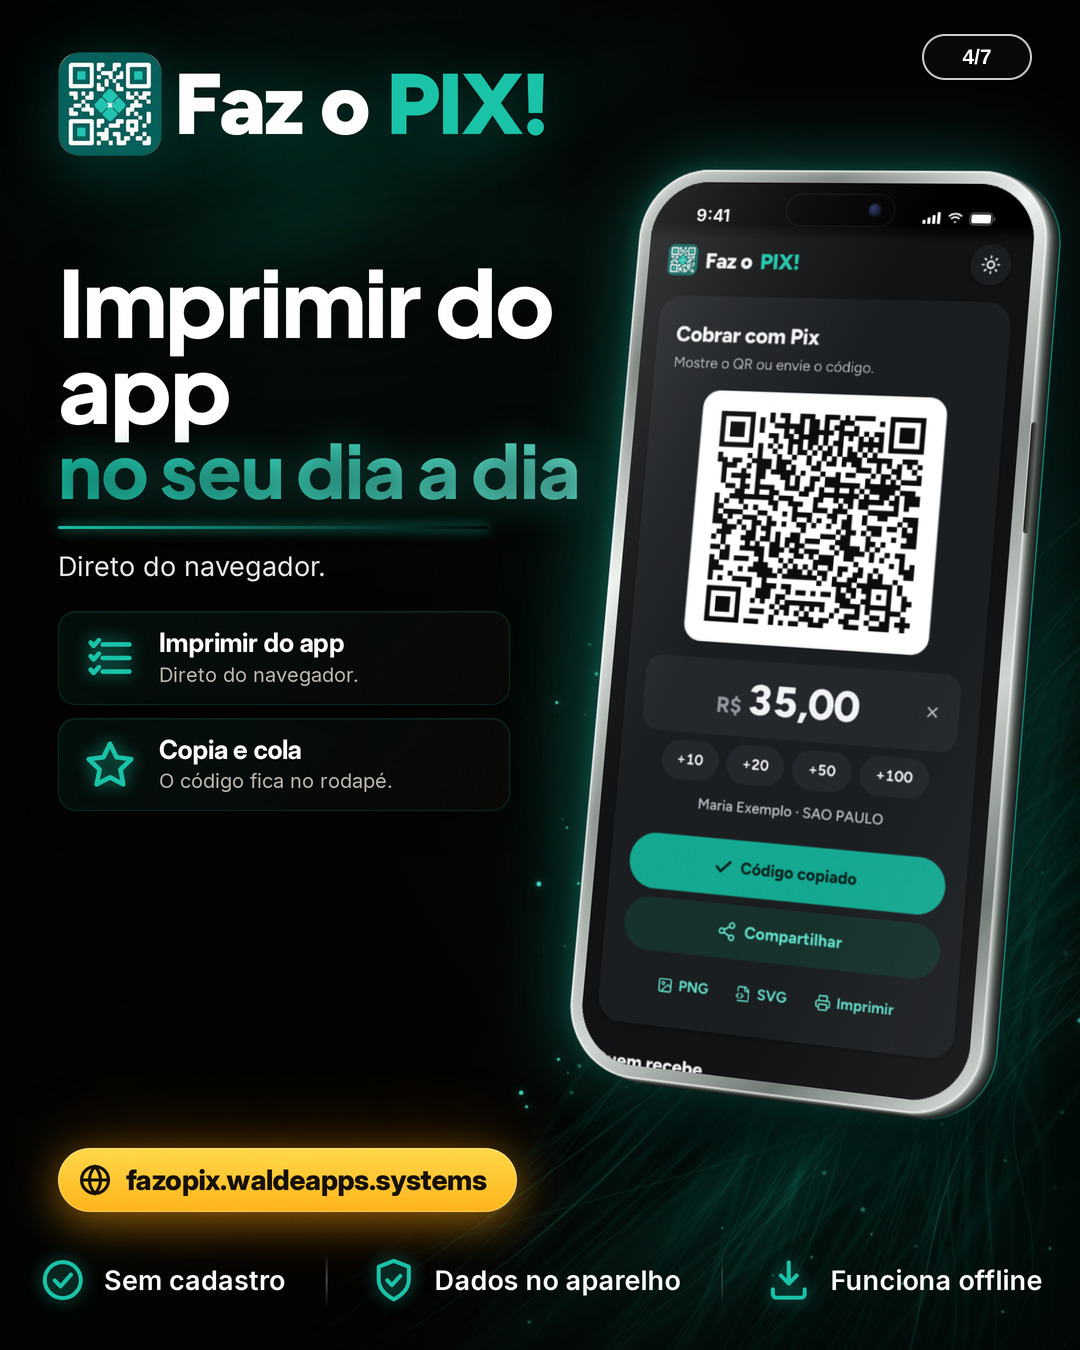 Faz o PIX!
4/7
Imprimir do
app
no seu dia a dia
Direto do navegador.
Imprimir do app
Direto do navegador.
Copia e cola
O código fica no rodapé.
9:41
Faz o PIX!
Cobrar com Pix
Mostre o QR ou envie o código.
R$ 35,00
+10 +20 +50 +100
Maria Exemplo · SAO PAULO
Código copiado
Compartilhar
PNG SVG Imprimir
recebe
fazopix.waldeapps.systems
Sem cadastro Dados no aparelho Funciona offline